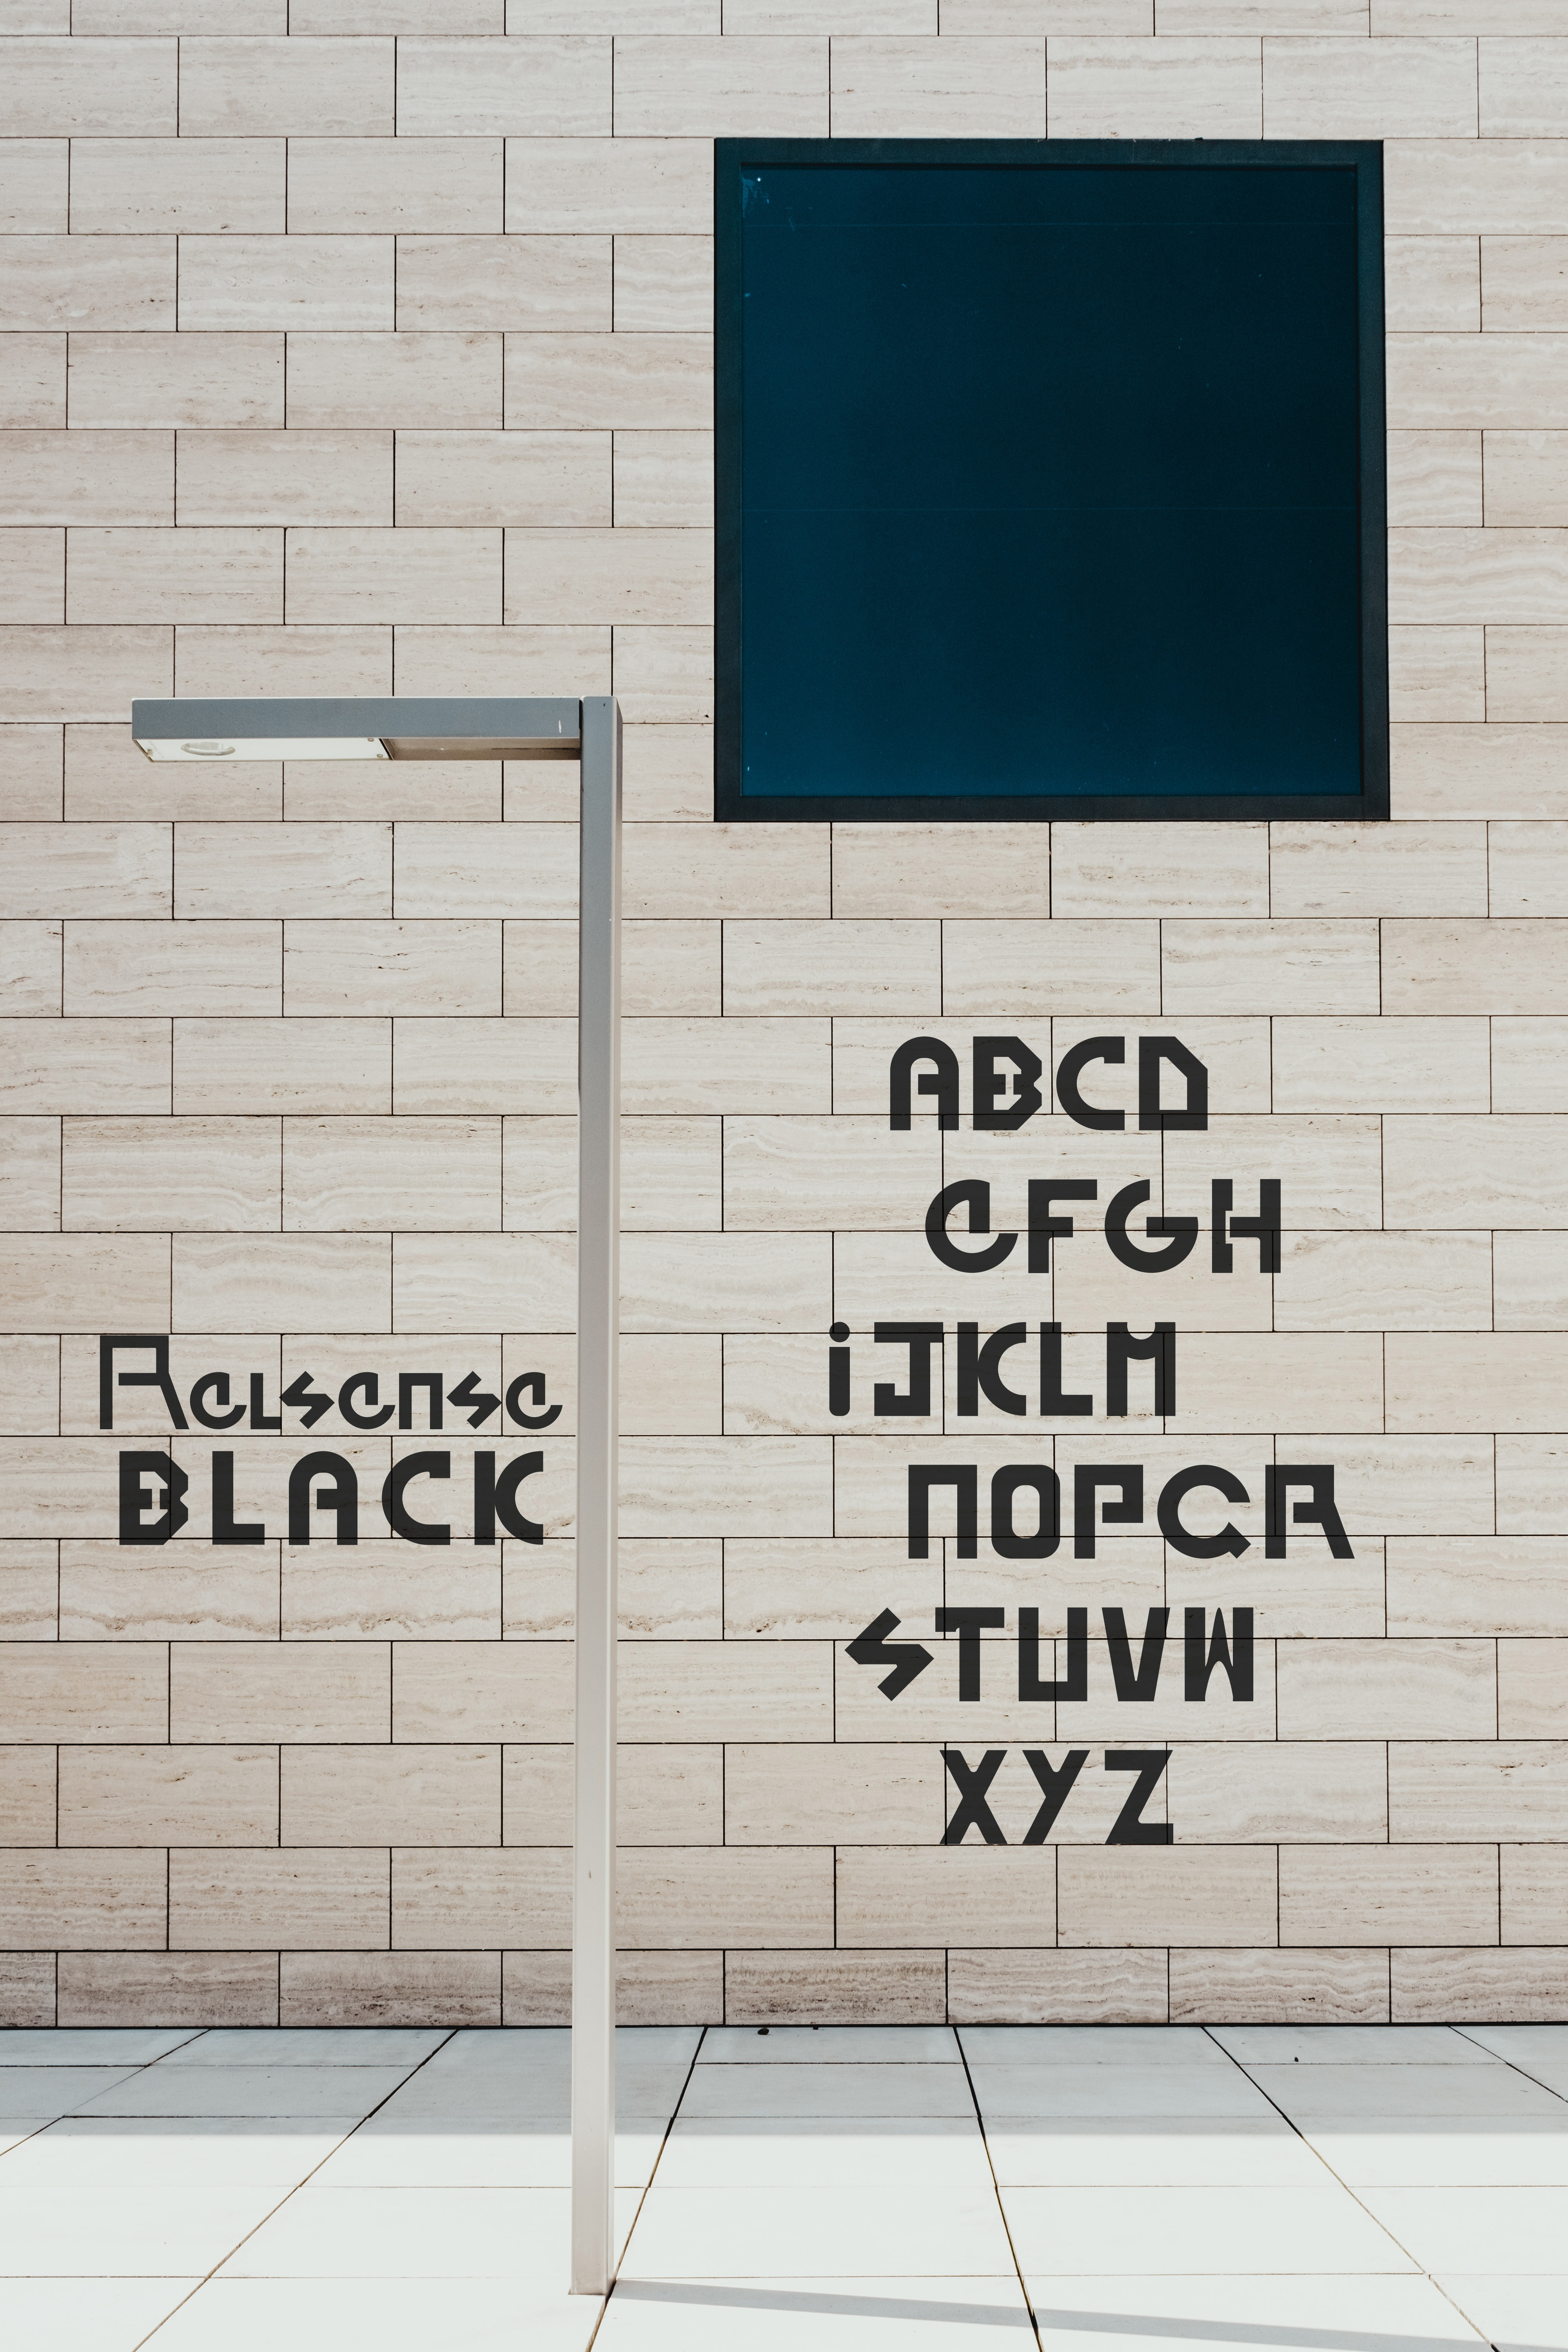 Relsense
BLACK
ABCD
EFGH
iJKLM
NOPQR
STUVW
XYZ